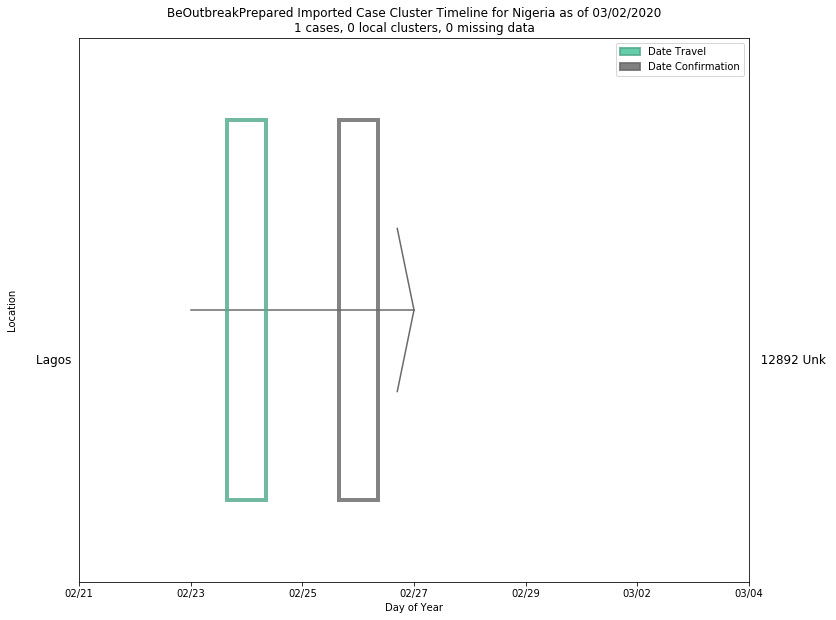 BeOutbreakPrepared Imported Case Cluster Timeline for Nigeria as of 03/02/2020
1 cases, 0 local clusters, 0 missing data
Date Travel
Date Confirmation
Location
Lagos
12892 Unk
02/21 02/23 02/25 02/27 02/29 03/02 03/04
Day of Year